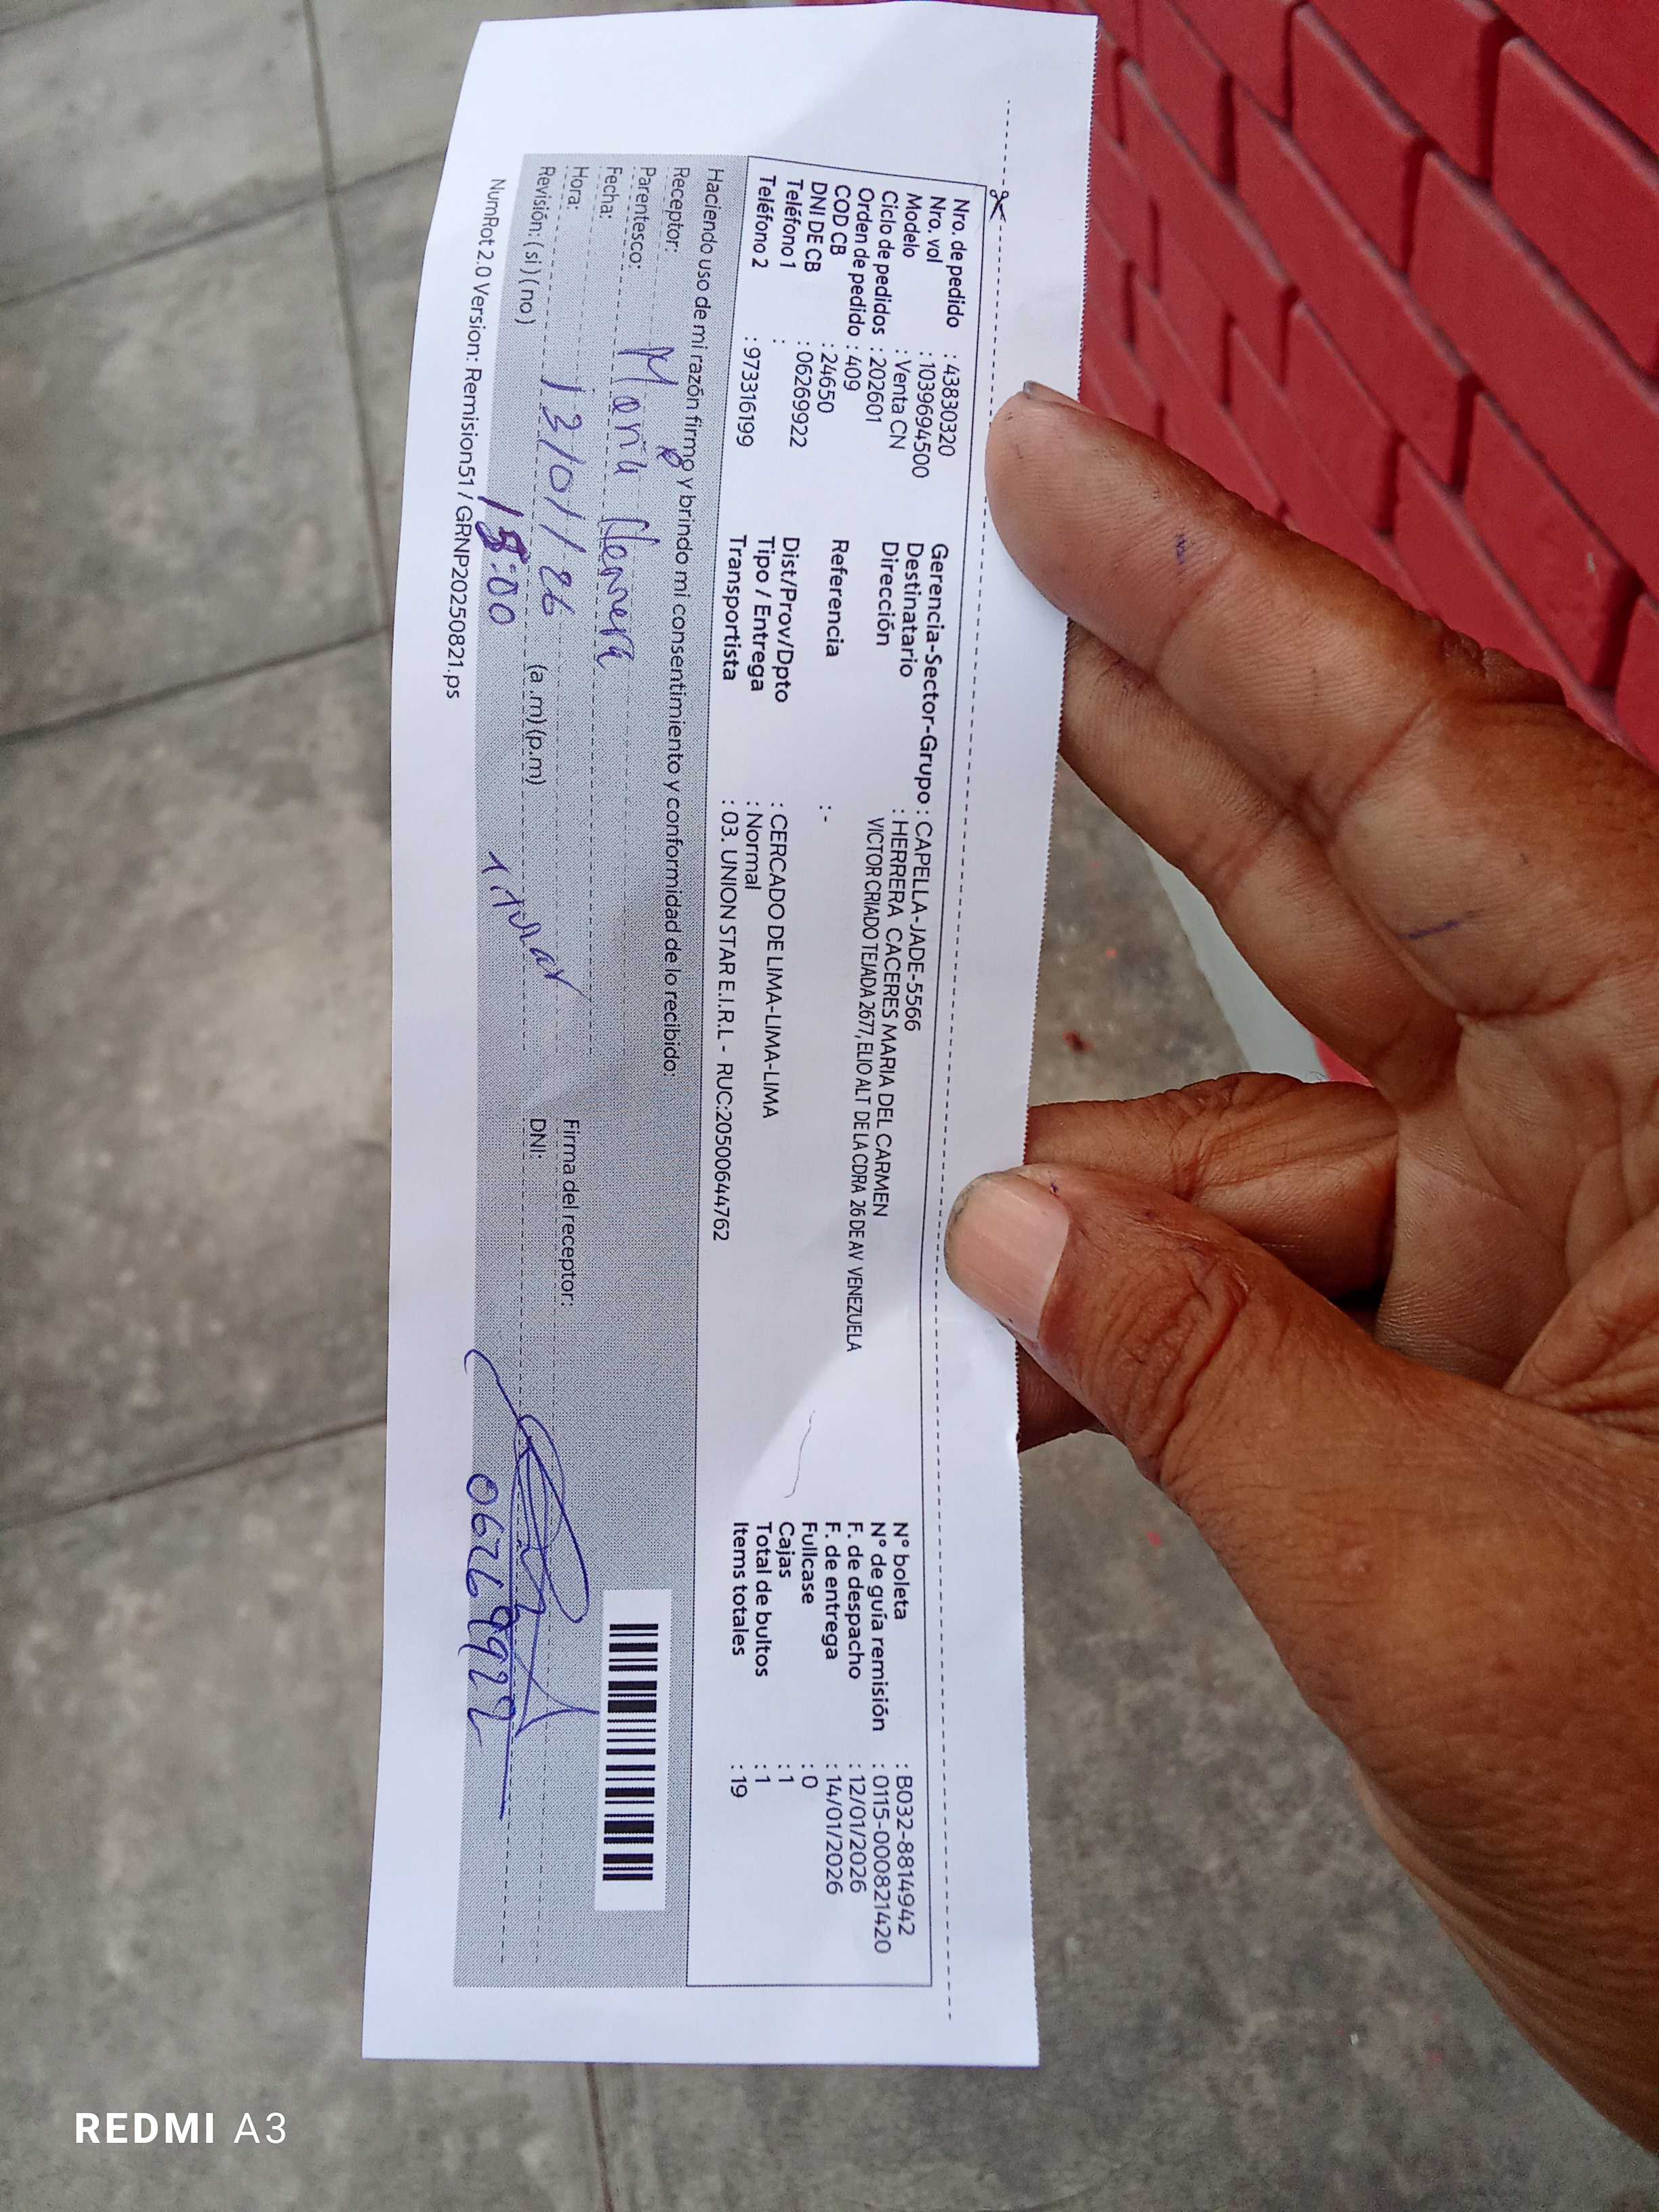 Nro. de pedido : 43830320
Nro. vol : 1039694500
Modelo : Venta CN
Ciclo de pedidos : 202601
Orden de pedido : 409
COD CB : 24650
DNI DE CB : 06269922
Teléfono 1 :
Teléfono 2 : 973316199
Gerencia-Sector-Grupo : CAPELLA-JADE-5566
Destinatario : HERRERA CACERES MARIA DEL CARMEN
Dirección VICTOR CRIADO TEJADA 2677, ELIO ALT DE LA CDRA 26 DE AV VENEZUELA
Referencia : -
Dist/Prov/Dpto : CERCADO DE LIMA-LIMA-LIMA
Tipo / Entrega : Normal
Transportista : 03. UNION STAR E.I.R.L - RUC:20500644762
N° boleta : B032-8814942
N° de guía remisión : 0115-000821420
F. de despacho : 12/01/2026
F. de entrega : 14/01/2026
Fullcase : 0
Cajas : 1
Total de bultos : 1
Items totales : 19
Haciendo uso de mi razón firmo y brindo mi consentimiento y conformidad de lo recibido:
Receptor:
Parentesco: Maria Herrera
Fecha:
Hora: 13/01/26
Revisión: (si) (no) :00 (a.m) (p.m) titular
Firma del receptor:
DNI: 06269922
NumRot 2.0 Version: Remision51 / GRNP20250821.ps
REDMI A3